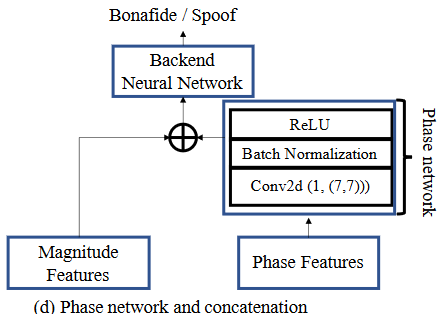 Bonafide / Spoof
Backend
Neural Network
ReLU
Batch Normalization
Conv2d (1, (7,7)))
Phase network
Magnitude
Features
Phase Features
(d) Phase network and concatenation